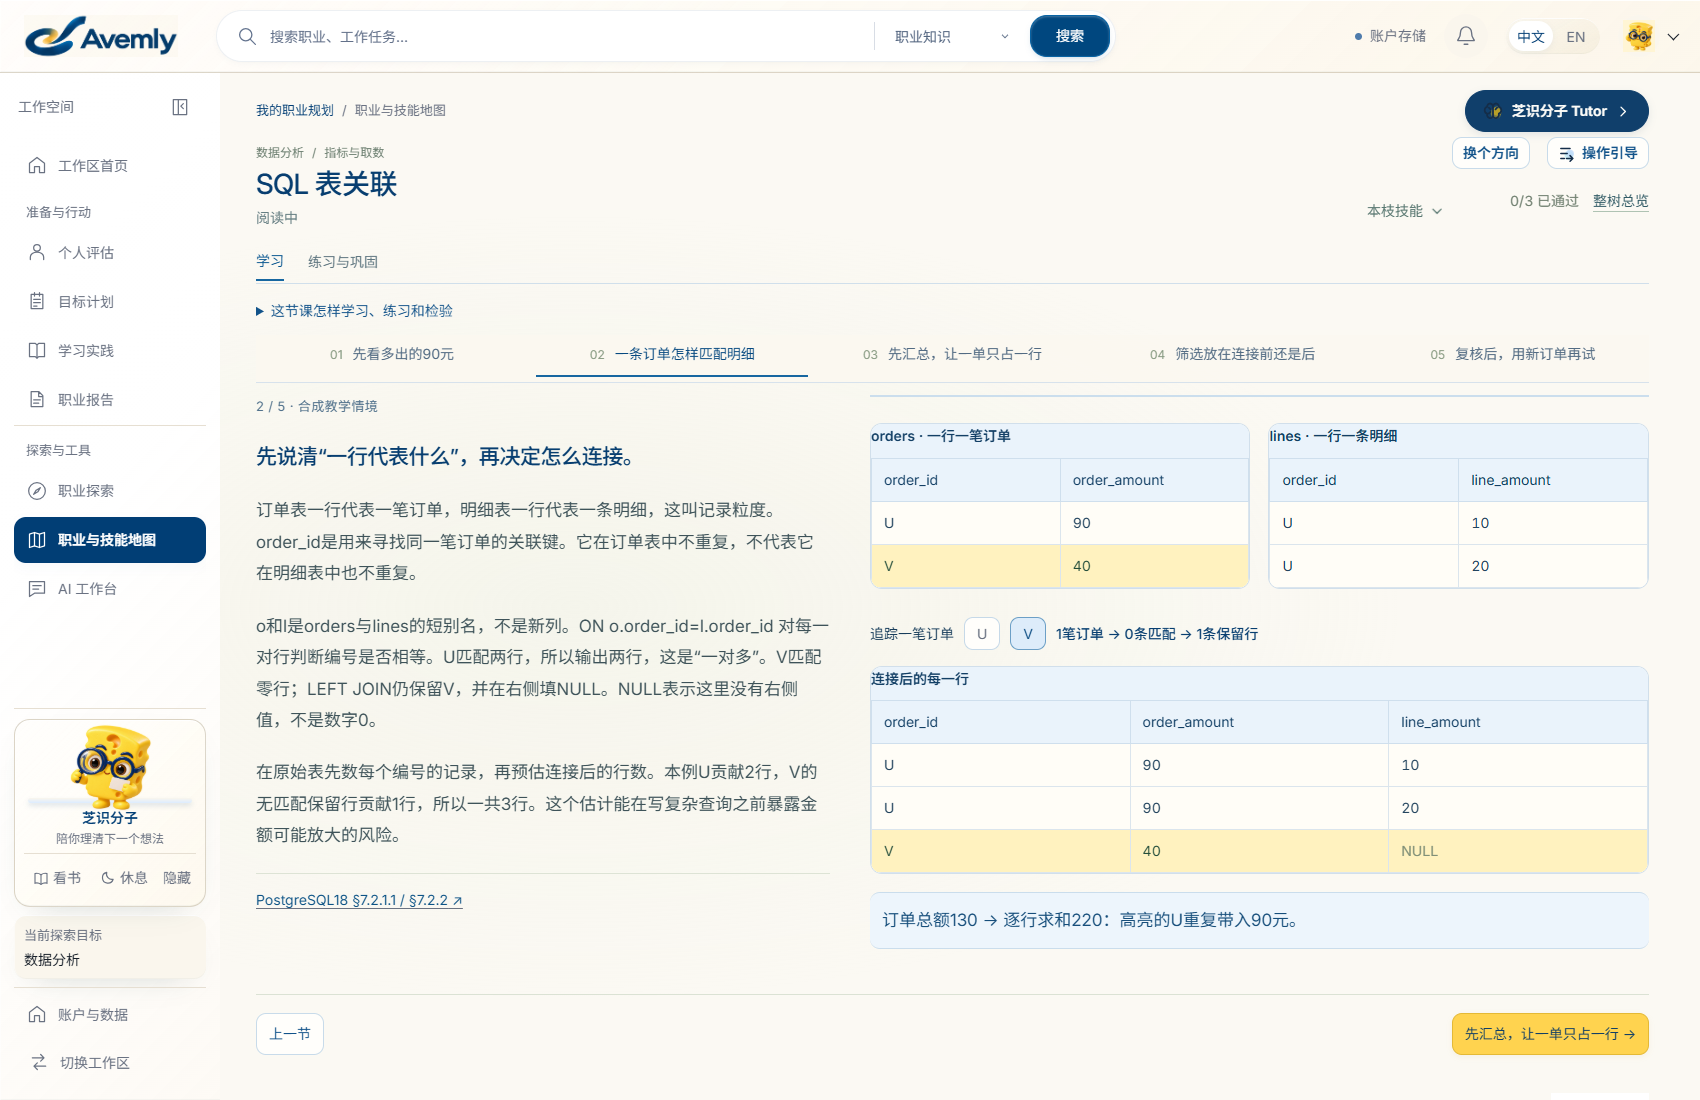 Avemly
搜索职业、工作任务...
职业知识
搜索
账户存储
中文
EN
工作空间
工作区首页
准备与行动
个人评估
目标计划
学习实践
职业报告
探索与工具
职业探索
职业与技能地图
AI 工作台
芝识分子
陪你理清下一个想法
看书
休息
隐藏
当前探索目标
数据分析
账户与数据
切换工作区
我的职业规划 / 职业与技能地图
芝识分子 Tutor
数据分析 / 指标与取数
换个方向
操作引导
SQL 表关联
阅读中
本枝技能
0/3 已通过
整树总览
学习
练习与巩固
这节课怎样学习、练习和检验
01 先看多出的90元
02 一条订单怎样匹配明细
03 先汇总，让一单只占一行
04 筛选放在连接前还是后
05 复核后，用新订单再试
2 / 5 · 合成教学情境
先说清“一行代表什么”，再决定怎么连接。
订单表一行代表一笔订单，明细表一行代表一条明细，这叫记录粒度。
order_id是用来寻找同一笔订单的关联键。它在订单表中不重复，不代表它
在明细表中也不重复。
o和l是orders与lines的短别名，不是新列。ON o.order_id=l.order_id 对每一
对行判断编号是否相等。U匹配两行，所以输出两行，这是“一对多”。V匹配
零行；LEFT JOIN仍保留V，并在右侧填NULL。NULL表示这里没有右侧
值，不是数字0。
在原始表先数每个编号的记录，再预估连接后的行数。本例U贡献2行，V的
无匹配保留行贡献1行，所以一共3行。这个估计能在写复杂查询之前暴露金
额可能放大的风险。
PostgreSQL18 §7.2.1.1 / §7.2.2 ↗
orders · 一行一笔订单
order_id order_amount
U 90
V 40
lines · 一行一条明细
order_id line_amount
U 10
U 20
追踪一笔订单 U V 1笔订单 → 0条匹配 → 1条保留行
连接后的每一行
order_id order_amount line_amount
U 90 10
U 90 20
V 40 NULL
订单总额130 → 逐行求和220：高亮的U重复带入90元。
上一节
先汇总，让一单只占一行 →